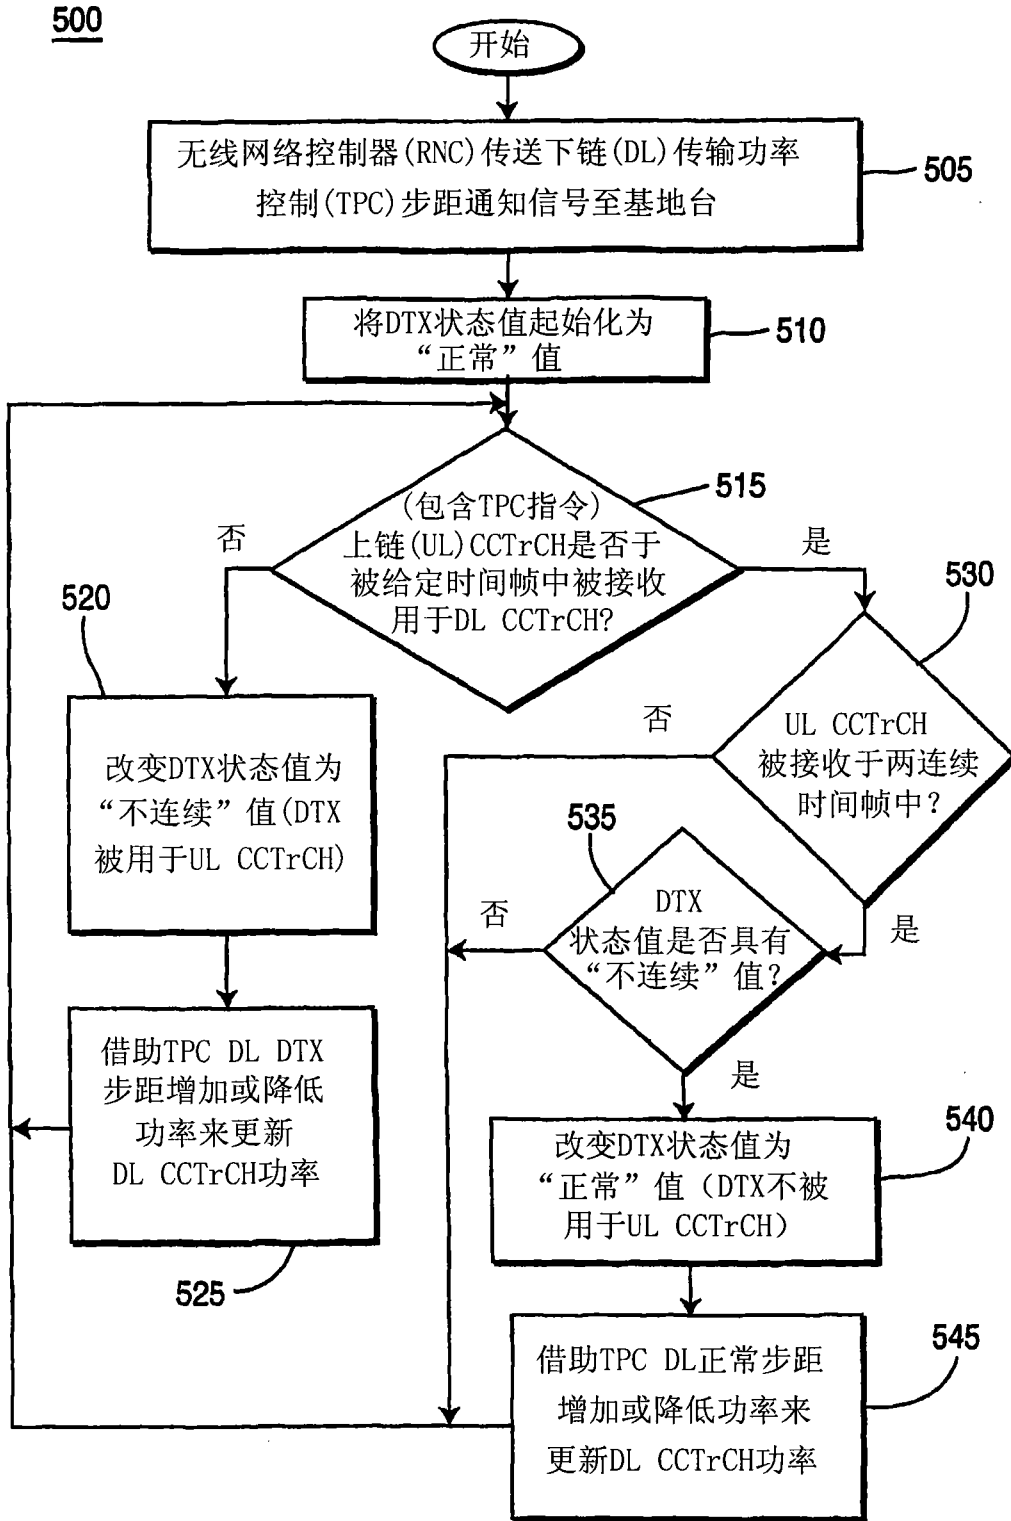 500
开始
无线网络控制器(RNC)传送下链(DL)传输功率
控制(TPC)步距通知信号至基地台
505
将DTX状态值起始化为
“正常”值
510
(包含TPC指令)
上链(UL)CCTrCH是否于
被给定时间帧中被接收
用于DL CCTrCH?
515
否
是
520
改变DTX状态值为
“不连续”值(DTX
被用于UL CCTrCH)
530
UL CCTrCH
被接收于两连续
时间帧中?
否
是
535
DTX
状态值是否具有
“不连续”值?
否
是
借助TPC DL DTX
步距增加或降低
功率来更新
DL CCTrCH功率
525
540
改变DTX状态值为
“正常”值（DTX不被
用于UL CCTrCH）
545
借助TPC DL正常步距
增加或降低功率来
更新DL CCTrCH功率